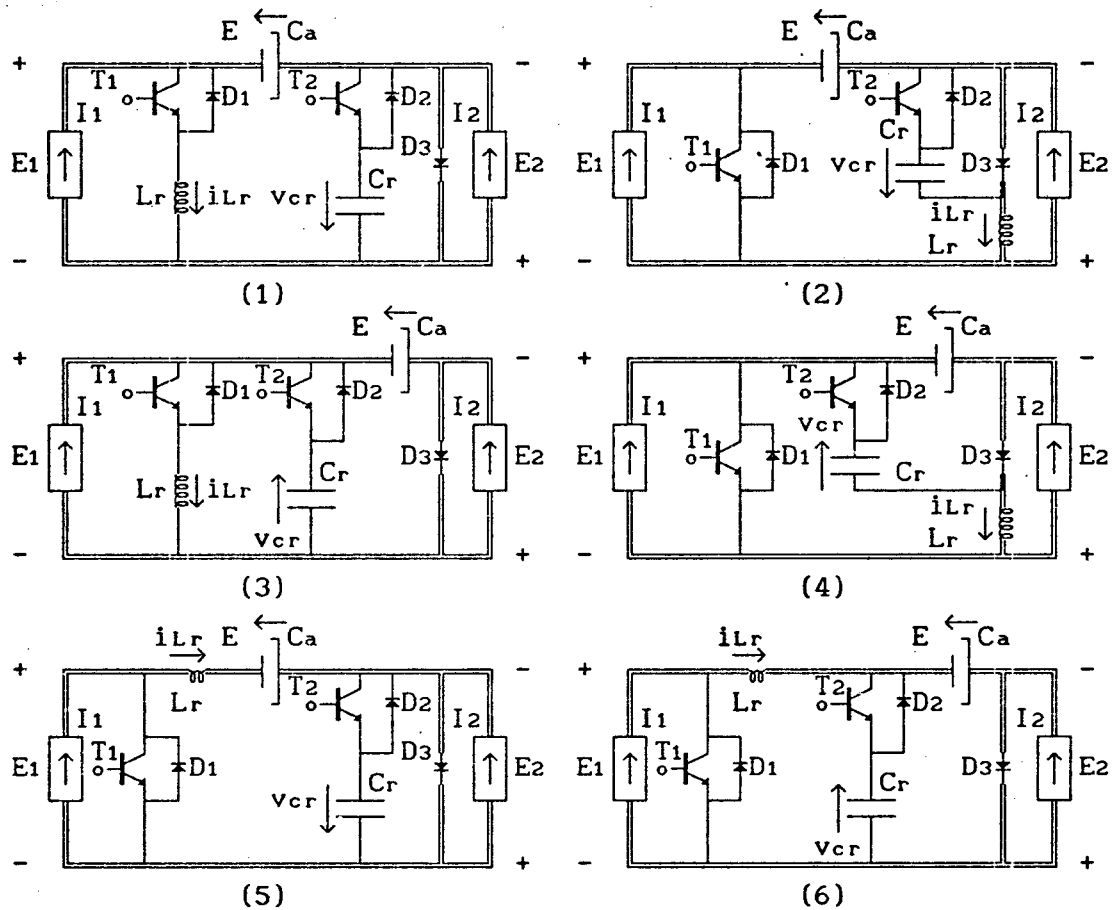 E Ca
+ T1 T2 -
I1 D1 D2 I2
E1 D3 E2
Lr iLr vcr Cr
- +
(1)
E Ca
+ T2 -
I1 Cr D2 I2
E1 T1 D1 vcr D3 E2
iLr
Lr
- +
(2)
E Ca
+ T1 T2 -
I1 D1 D2 I2
E1 D3 E2
Lr iLr Cr
vcr
- +
(3)
E Ca
+ T2 -
I1 D2 I2
vcr
E1 T1 D1 Cr D3 E2
iLr
Lr
- +
(4)
iLr E Ca
+ T2 -
Lr
I1 D2 I2
E1 T1 D1 D3 E2
vcr Cr
- +
(5)
iLr E Ca
+ T2 -
Lr
I1 D2 I2
E1 T1 D1 D3 E2
Cr
vcr
- +
(6)